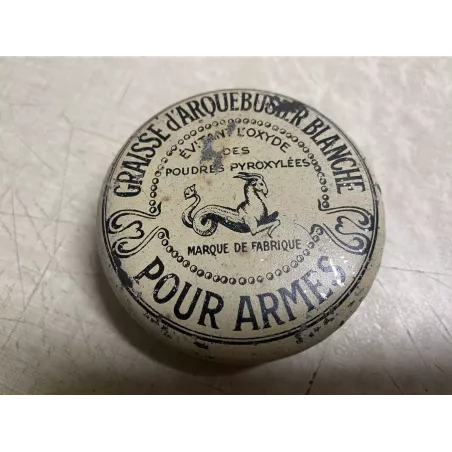 GRAISSE d'ARQUEBUSIER BLANCHE
ÉVITANT L'OXYDE
DES
POUDRES PYROXYLÉES
MARQUE DE FABRIQUE
POUR ARMES